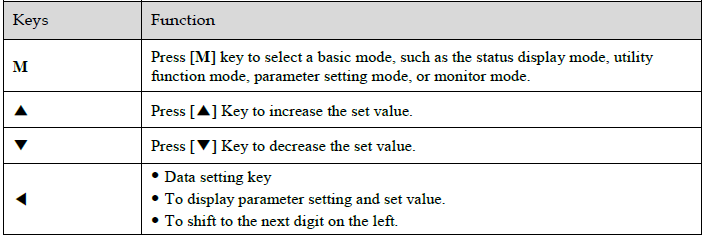 Keys Function
M Press [M] key to select a basic mode, such as the status display mode, utility
function mode, parameter setting mode, or monitor mode.
▲ Press [▲] Key to increase the set value.
▼ Press [▼] Key to decrease the set value.
◀ • Data setting key
• To display parameter setting and set value.
• To shift to the next digit on the left.